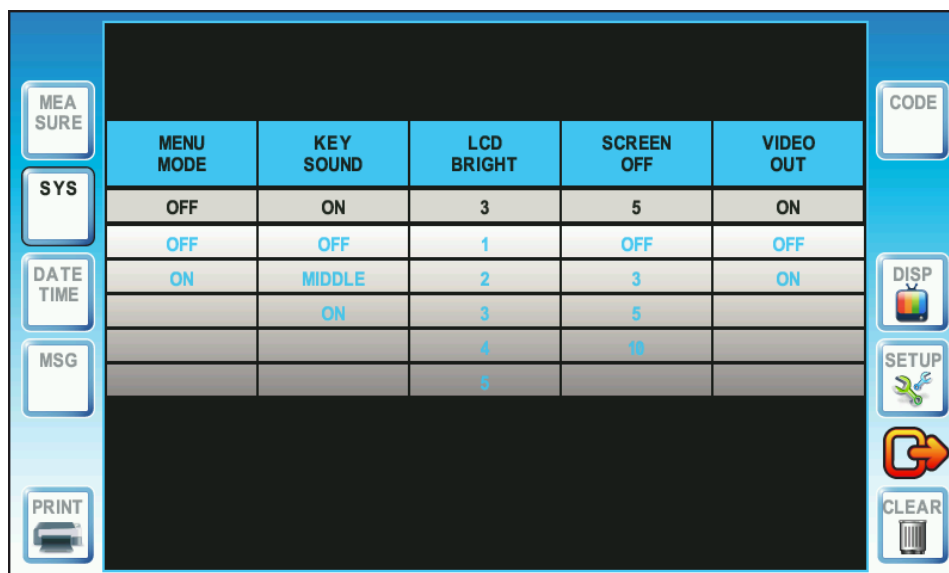 MEA
SURE
SYS
DATE
TIME
MSG
PRINT
MENU
MODE
KEY
SOUND
LCD
BRIGHT
SCREEN
OFF
VIDEO
OUT
OFF ON 3 5 ON
OFF OFF 1 OFF OFF
ON MIDDLE 2 3 ON
ON 3 5
4 10
5
CODE
DISP
SETUP
CLEAR